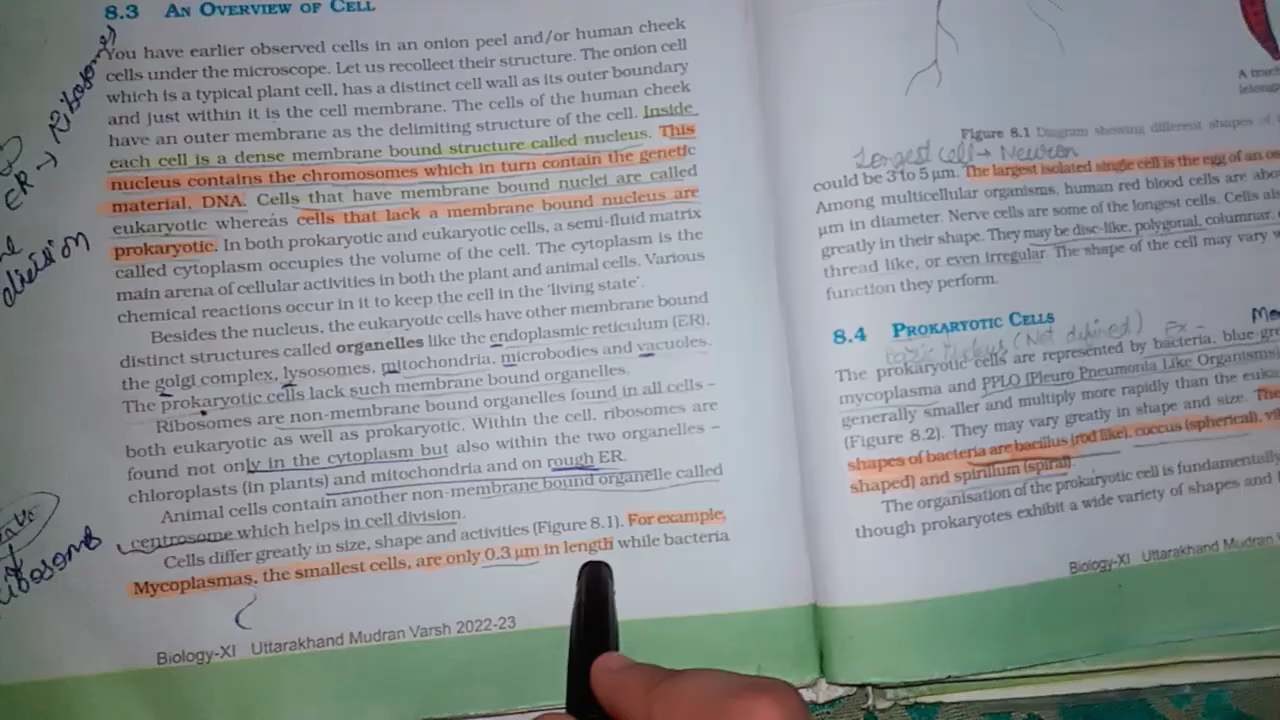 8.3 AN OVERVIEW OF CELL
You have earlier observed cells in an onion peel and/or human cheek
cells under the microscope. Let us recollect their structure. The onion cell
which is a typical plant cell, has a distinct cell wall as its outer boundary
and just within it is the cell membrane. The cells of the human cheek
have an outer membrane as the delimiting structure of the cell. Inside
each cell is a dense membrane bound structure called nucleus. This
nucleus contains the chromosomes which in turn contain the genetic
material, DNA. Cells that have membrane bound nuclei are called
eukaryotic whereas cells that lack a membrane bound nucleus are
prokaryotic. In both prokaryotic and eukaryotic cells, a semi-fluid matrix
called cytoplasm occupies the volume of the cell. The cytoplasm is the
main arena of cellular activities in both the plant and animal cells. Various
chemical reactions occur in it to keep the cell in the 'living state'.
Besides the nucleus, the eukaryotic cells have other membrane bound
distinct structures called organelles like the endoplasmic reticulum (ER),
the golgi complex, lysosomes, mitochondria, microbodies and vacuoles.
The prokaryotic cells lack such membrane bound organelles.
Ribosomes are non-membrane bound organelles found in all cells –
both eukaryotic as well as prokaryotic. Within the cell, ribosomes are
found not only in the cytoplasm but also within the two organelles –
chloroplasts (in plants) and mitochondria and on rough ER.
Animal cells contain another non-membrane bound organelle called
centrosome which helps in cell division.
Cells differ greatly in size, shape and activities (Figure 8.1). For example,
Mycoplasmas, the smallest cells, are only 0.3 µm in length while bacteria
Biology-XI Uttarakhand Mudran Varsh 2022-23
ER → Ribosomes
division
Figure 8.1 Diagram showing different shapes of
Longest cell → Neuron
could be 3 to 5 µm. The largest isolated single cell is the egg of an
Among multicellular organisms, human red blood cells are
µm in diameter. Nerve cells are some of the longest cells. Cells
greatly in their shape. They may be disc-like, polygonal, columnar,
thread like, or even irregular. The shape of the cell may vary
function they perform.
8.4 PROKARYOTIC CELLS
Nucleus (Not defined) Ex -
The prokaryotic cells are represented by bacteria,
mycoplasma and PPLO (Pleuro Pneumonia Like Organisms
generally smaller and multiply more rapidly than the
(Figure 8.2). They may vary greatly in shape and size. The
shapes of bacteria are bacillus (rod like), coccus (spherical),
shaped) and spirillum (spiral).
The organisation of the prokaryotic cell is fundamentally
though prokaryotes exhibit a wide variety of shapes and
Biology-XI Uttarakhand Mudran